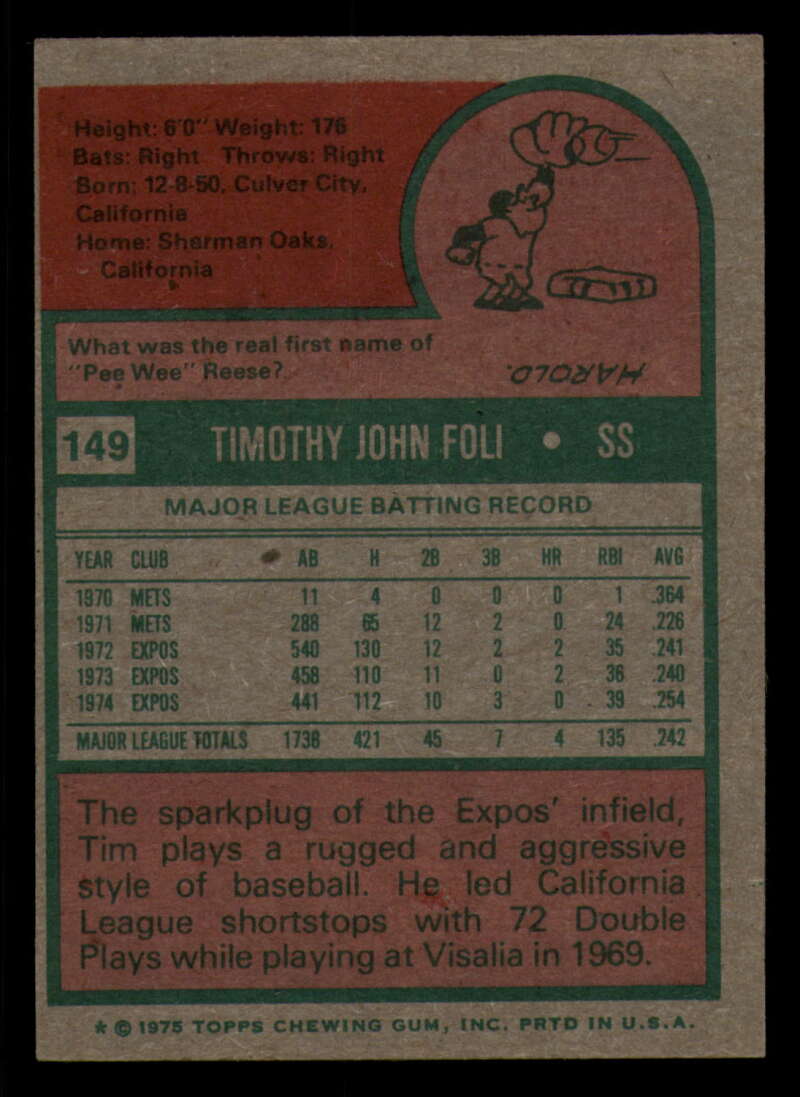 Height: 6'0" Weight: 176
Bats: Right Throws: Right
Born: 12-8-50, Culver City,
California
Home: Sherman Oaks,
California
What was the real first name of
"Pee Wee" Reese?
HAROLD.
149 TIMOTHY JOHN FOLI • SS
MAJOR LEAGUE BATTING RECORD
YEAR CLUB AB H 2B 3B HR RBI AVG
1970 METS 11 4 0 0 0 1 .364
1971 METS 288 65 12 2 0 24 .226
1972 EXPOS 540 130 12 2 2 35 .241
1973 EXPOS 458 110 11 0 2 36 .240
1974 EXPOS 441 112 10 3 0 39 .254
MAJOR LEAGUE TOTALS 1738 421 45 7 4 135 .242
The sparkplug of the Expos' infield,
Tim plays a rugged and aggressive
style of baseball. He led California
League shortstops with 72 Double
Plays while playing at Visalia in 1969.
* © 1975 TOPPS CHEWING GUM, INC. PRTD IN U.S.A.